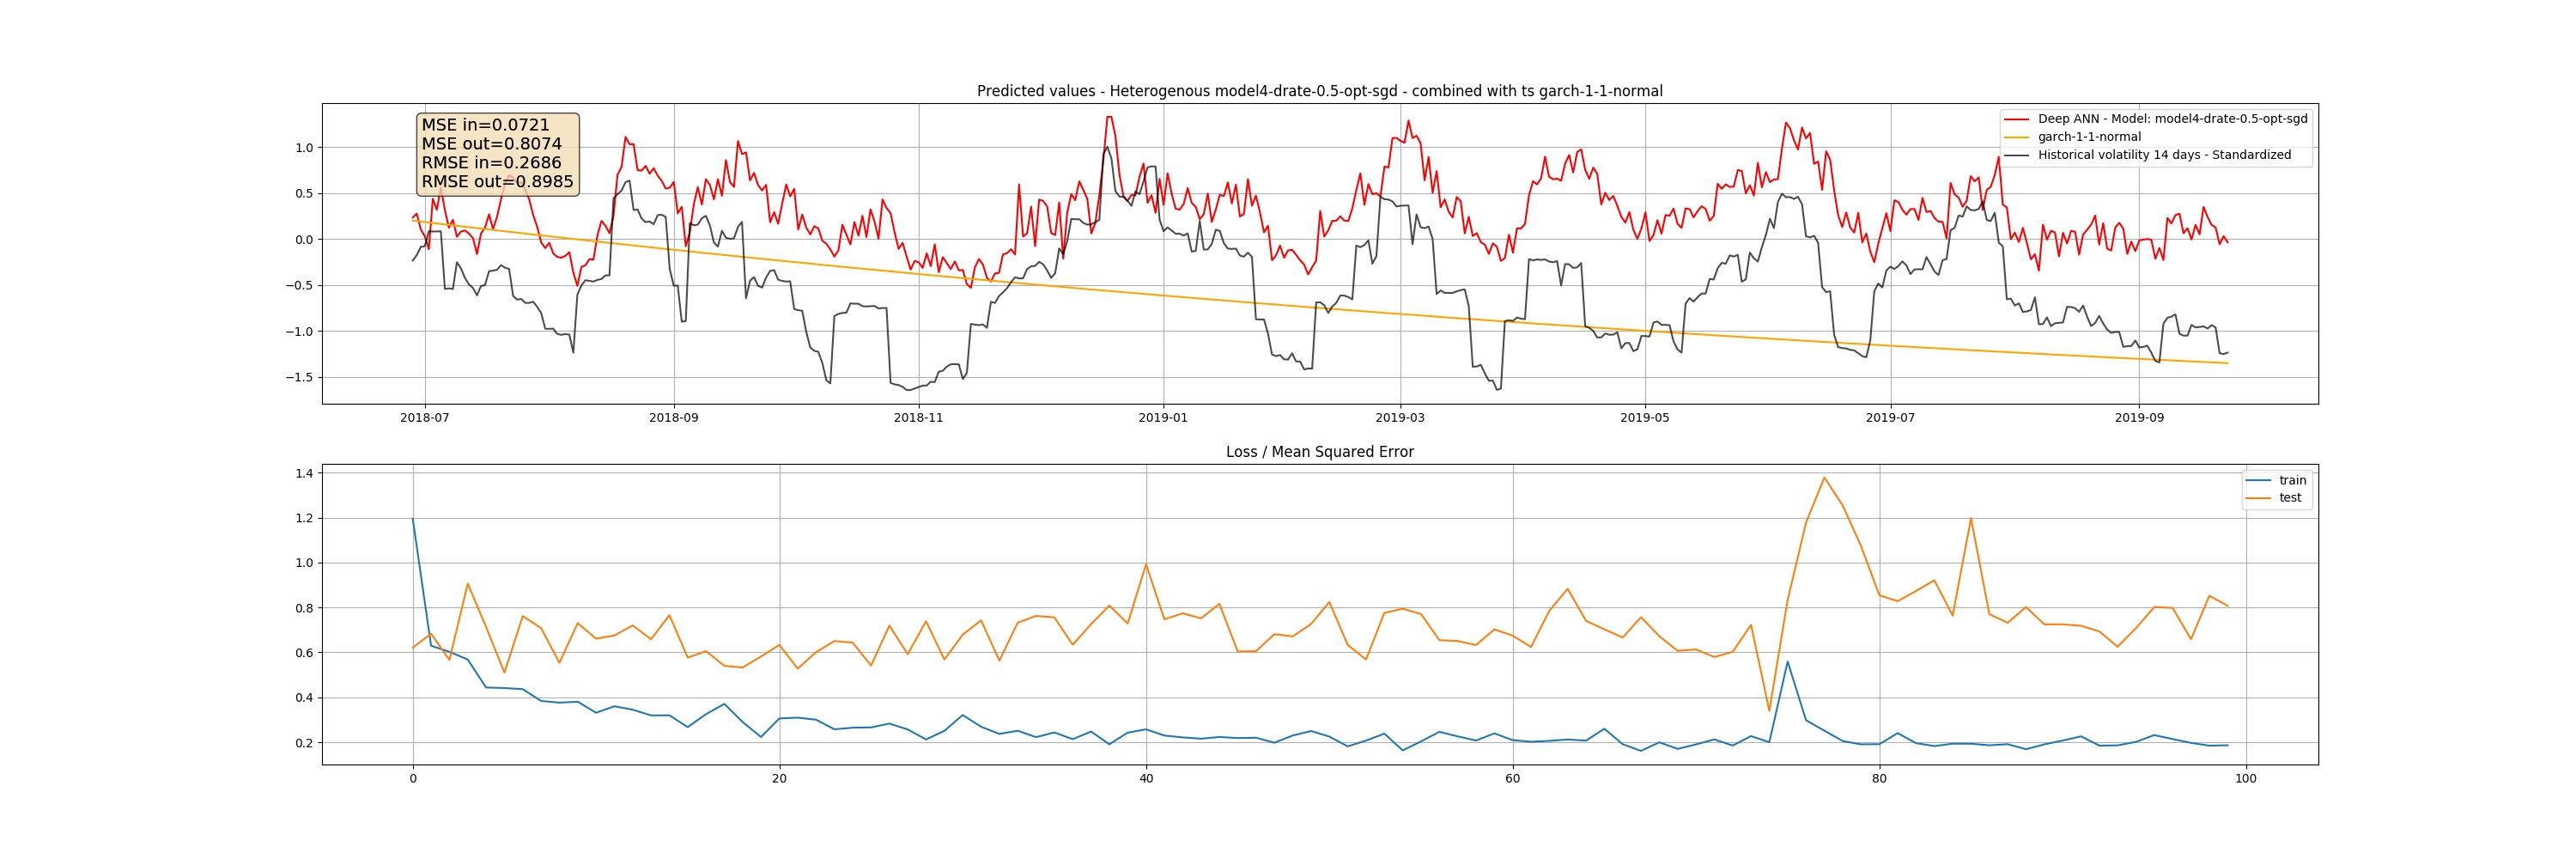 Predicted values - Heterogenous model4-drate-0.5-opt-sgd - combined with ts garch-1-1-normal
MSE in=0.0721
MSE out=0.8074
RMSE in=0.2686
RMSE out=0.8985
Deep ANN - Model: model4-drate-0.5-opt-sgd
garch-1-1-normal
Historical volatility 14 days - Standardized
1.0
0.5
0.0
−0.5
−1.0
−1.5
2018-07 2018-09 2018-11 2019-01 2019-03 2019-05 2019-07 2019-09
Loss / Mean Squared Error
train
test
1.4
1.2
1.0
0.8
0.6
0.4
0.2
0 20 40 60 80 100